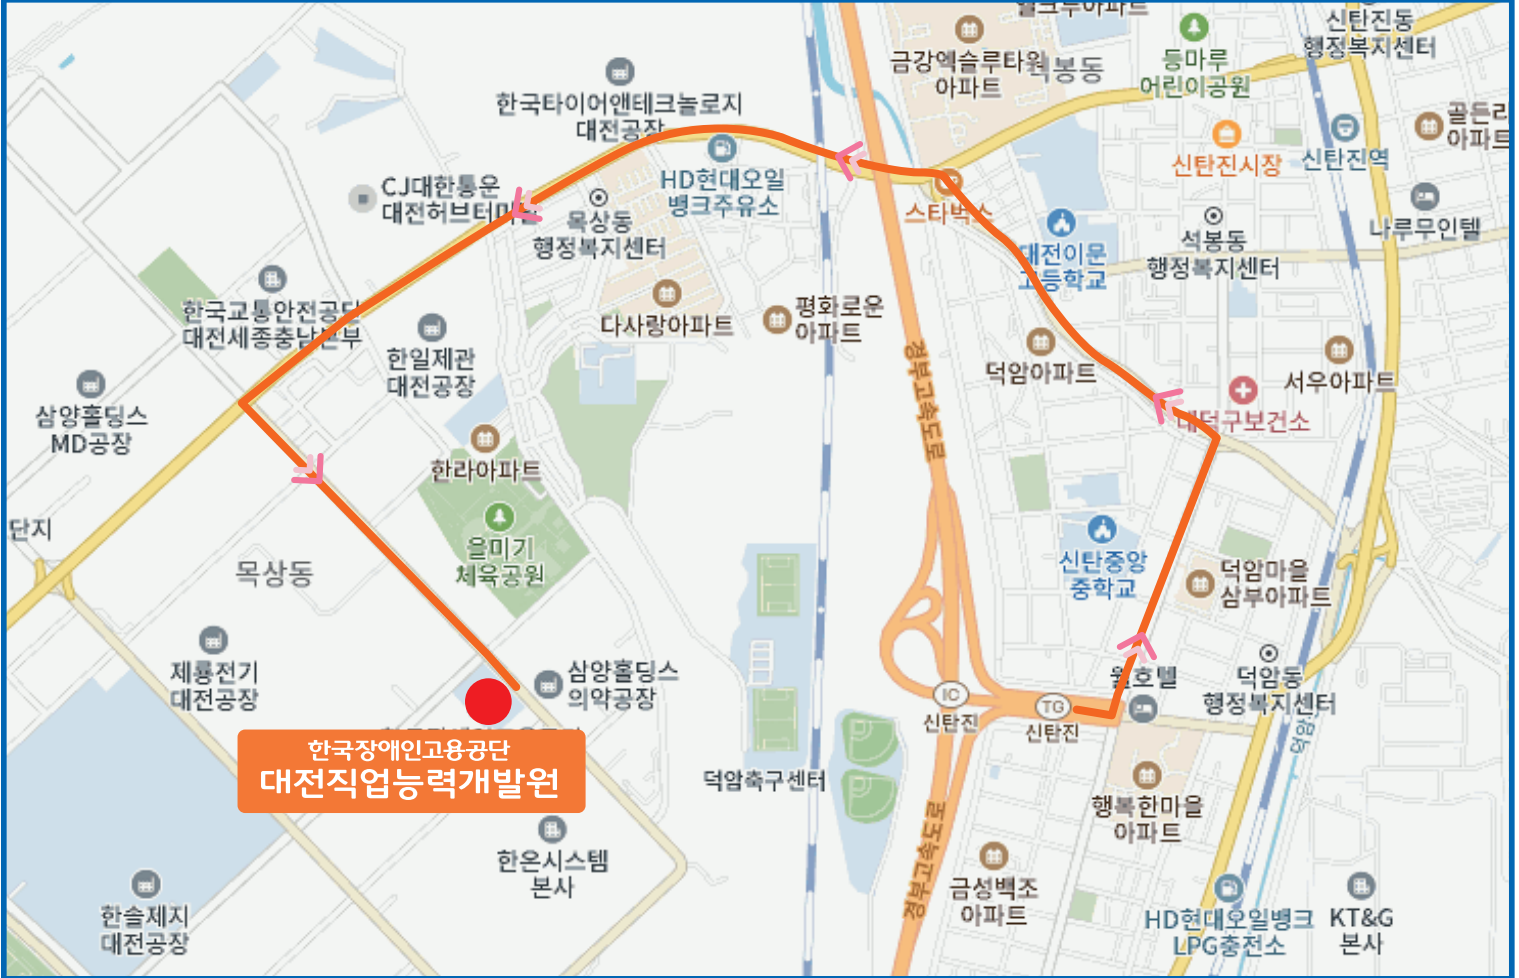 신탄진동
행정복지센터
금강엑슬루타워
아파트
석봉동
등마루
어린이공원
한국타이어앤테크놀로지
대전공장
골든리
아파트
신탄진시장
신탄진역
HD현대오일
뱅크주유소
CJ대한통운
대전허브터미널
목상동
행정복지센터
스타벅스
나루무인텔
대전이문
고등학교
석봉동
행정복지센터
한국교통안전공단
대전세종충남본부
다사랑아파트
평화로운
아파트
한일제관
대전공장
경부고속도로
덕암아파트
서우아파트
삼양홀딩스
MD공장
대덕구보건소
한라아파트
단지
을미기
체육공원
목상동
신탄중앙
중학교
덕암마을
삼부아파트
제룡전기
대전공장
삼양홀딩스
의약공장
덕암동
행정복지센터
월호텔
IC
신탄진
TG
신탄진
한국장애인고용공단
대전직업능력개발원
덕암축구센터
덕암
행복한마을
아파트
경부고속도로
한온시스템
본사
금성백조
아파트
한솔제지
대전공장
HD현대오일뱅크
LPG충전소
KT&G
본사